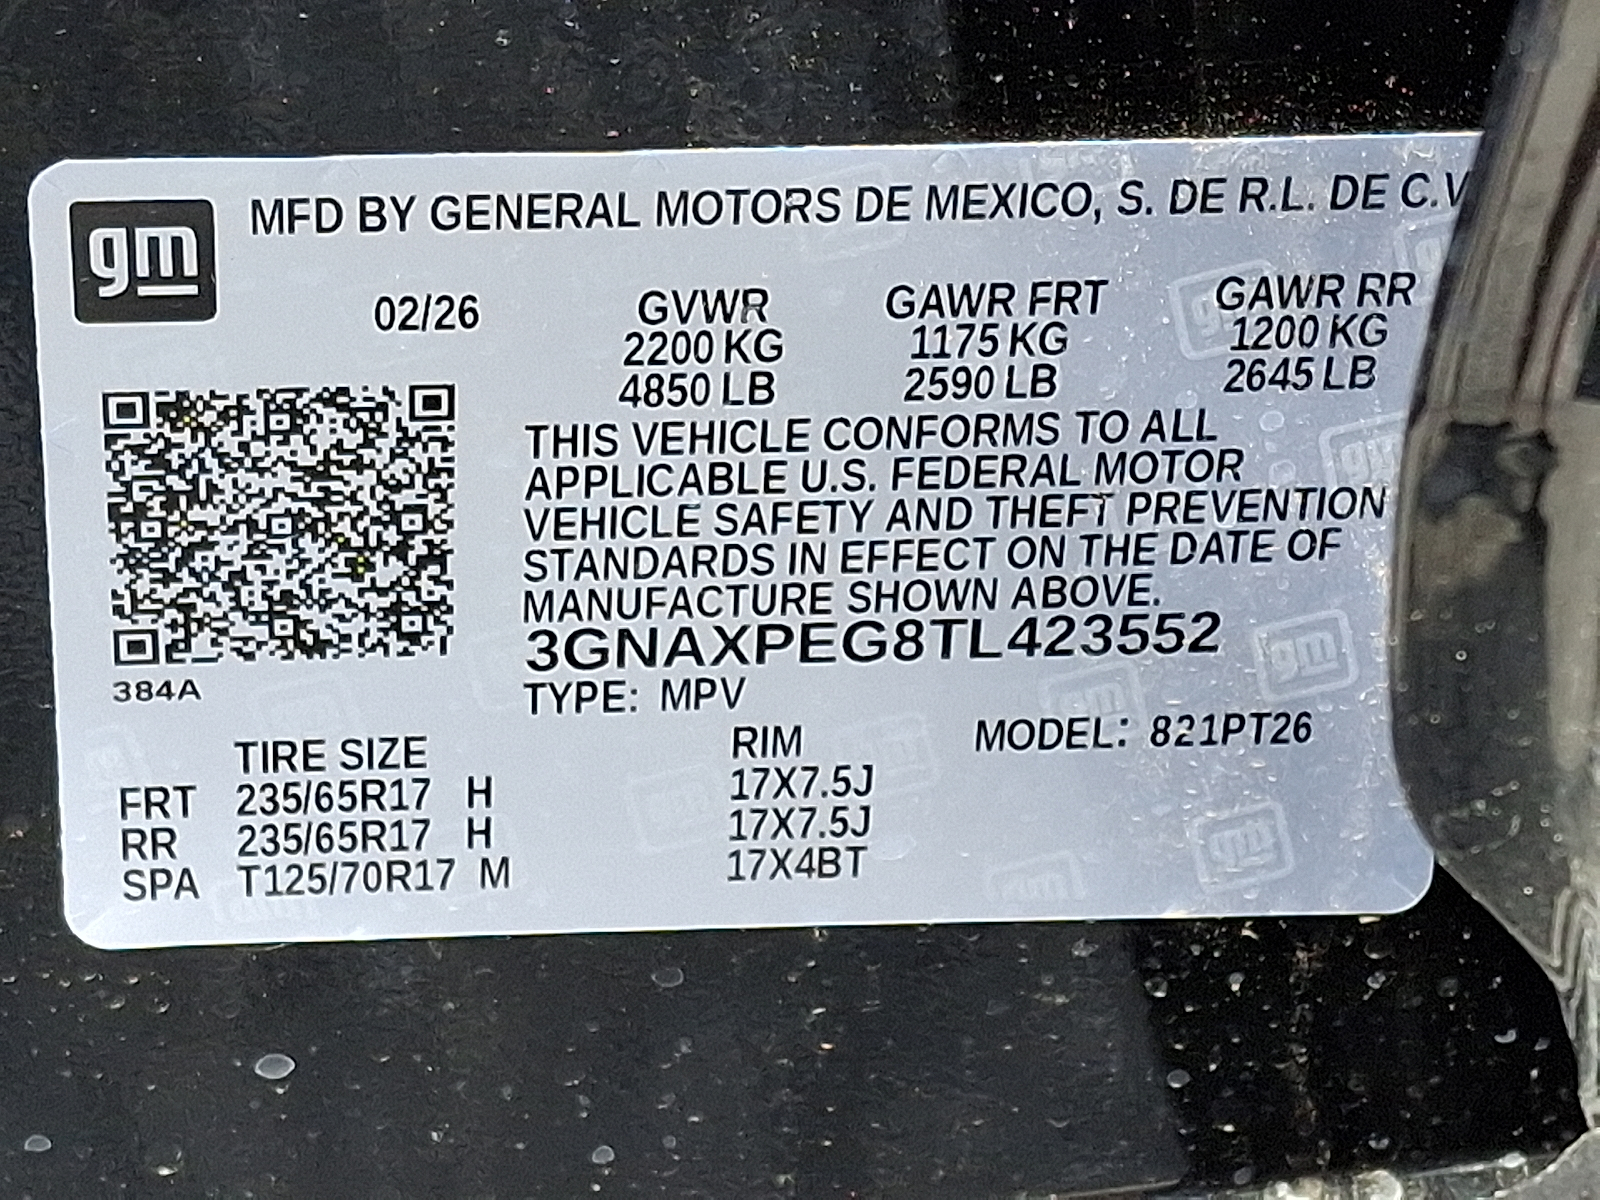 gm
MFD BY GENERAL MOTORS DE MEXICO, S. DE R.L. DE C.V
02/26
GVWR GAWR FRT GAWR RR
2200 KG 1175 KG 1200 KG
4850 LB 2590 LB 2645 LB
THIS VEHICLE CONFORMS TO ALL
APPLICABLE U.S. FEDERAL MOTOR
VEHICLE SAFETY AND THEFT PREVENTION
STANDARDS IN EFFECT ON THE DATE OF
MANUFACTURE SHOWN ABOVE.
3GNAXPEG8TL423552
384A
TYPE: MPV
TIRE SIZE RIM MODEL: 821PT26
FRT 235/65R17 H 17X7.5J
RR 235/65R17 H 17X7.5J
SPA T125/70R17 M 17X4BT